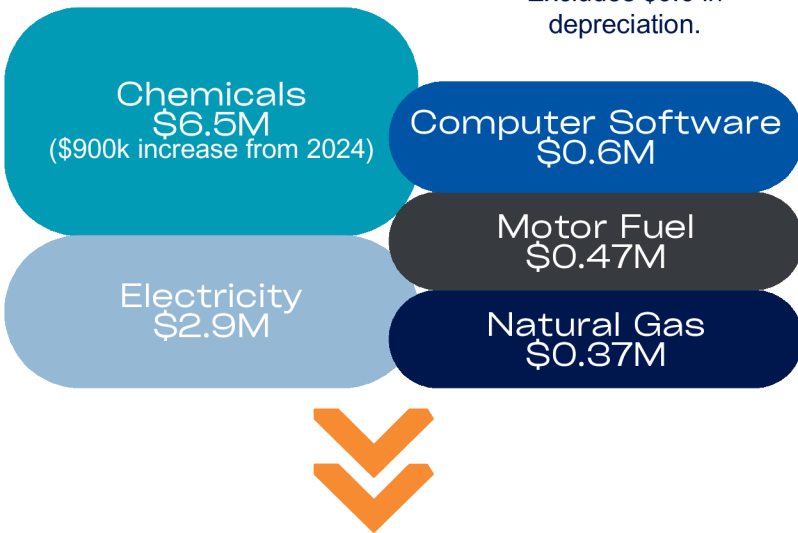 depreciation.
Chemicals
$6.5M
($900k increase from 2024)
Computer Software
$0.6M
Motor Fuel
$0.47M
Electricity
$2.9M
Natural Gas
$0.37M